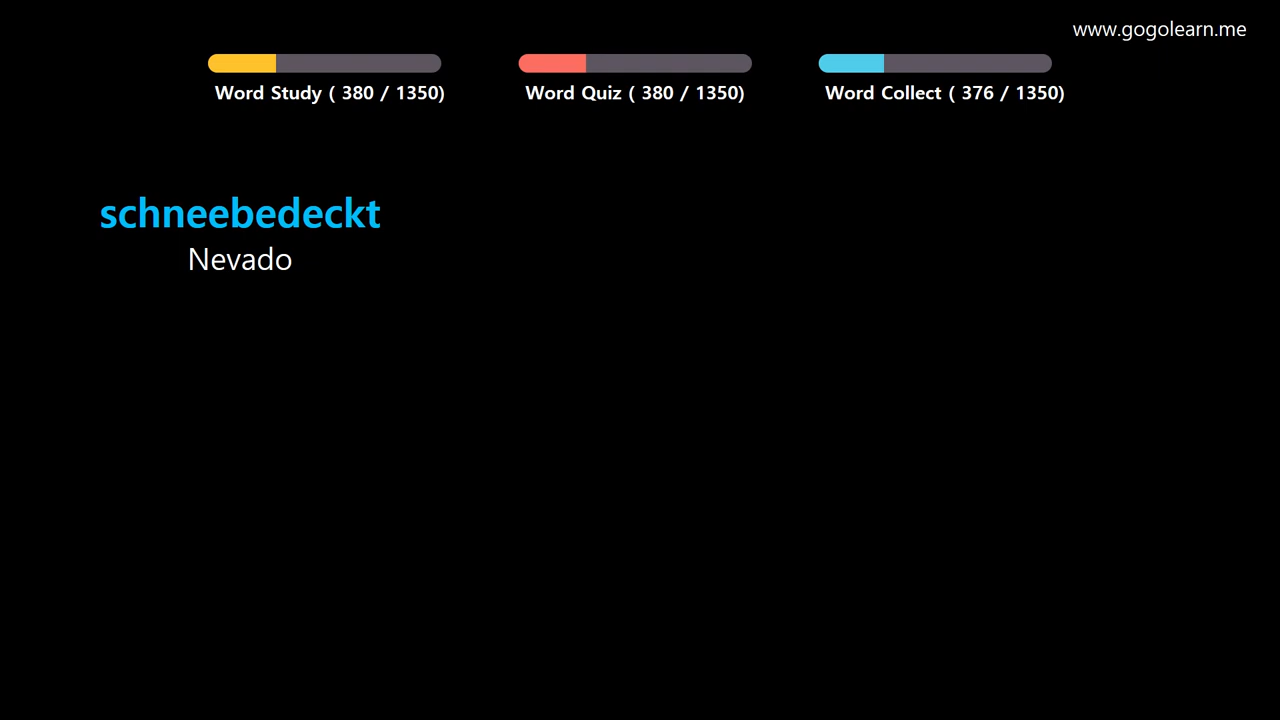 www.gogolearn.me
Word Study ( 380 / 1350)
Word Quiz ( 380 / 1350)
Word Collect ( 376 / 1350)
schneebedeckt
Nevado